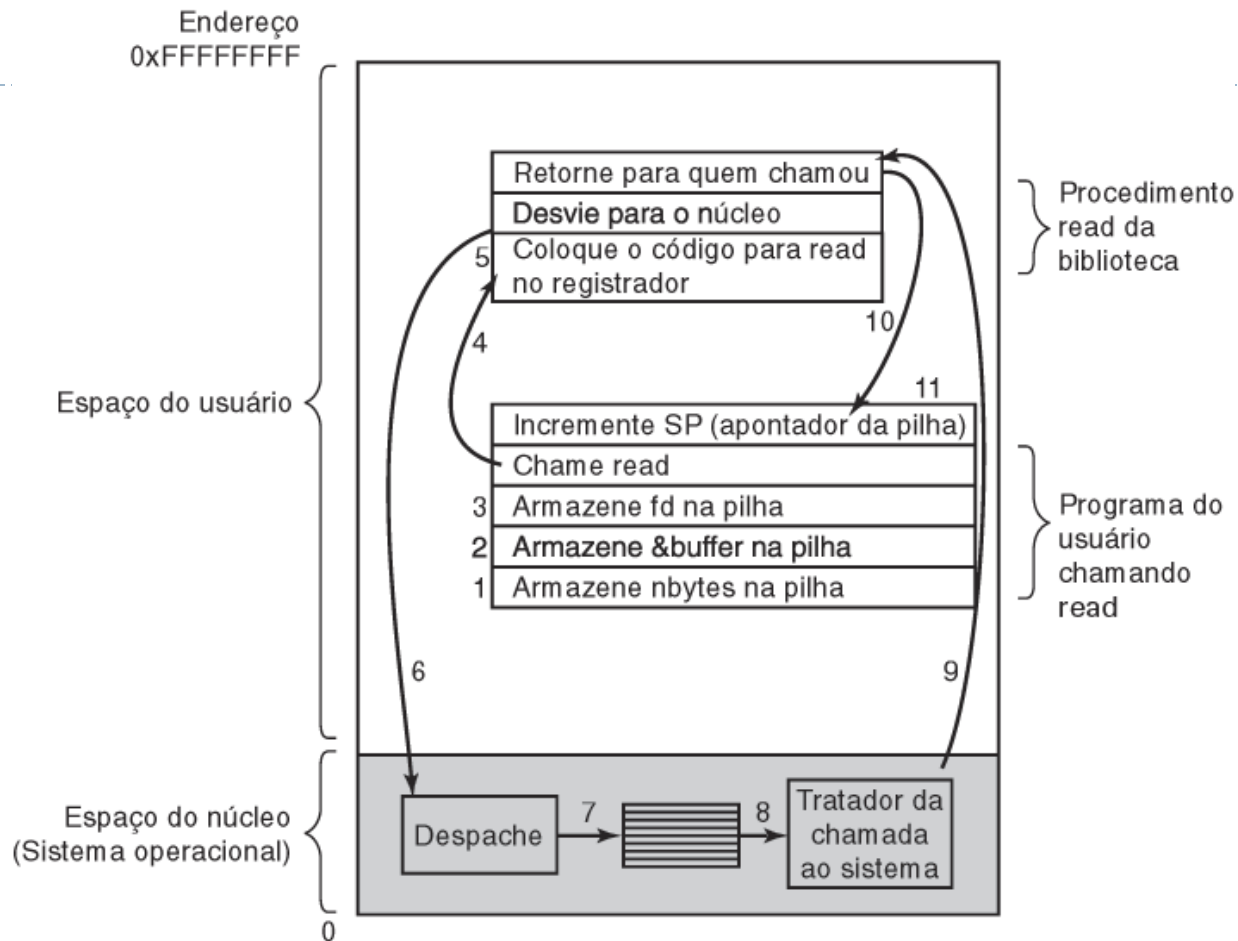 Endereço
0xFFFFFFFF
Retorne para quem chamou
Desvie para o núcleo
5
Coloque o código para read
no registrador
Procedimento
read da
biblioteca
4
10
Espaço do usuário
11
Incremente SP (apontador da pilha)
Chame read
3 Armazene fd na pilha
2 Armazene &buffer na pilha
1 Armazene nbytes na pilha
Programa do
usuário
chamando
read
6
9
Espaço do núcleo
(Sistema operacional)
Despache
7
8
Tratador da
chamada
ao sistema
0